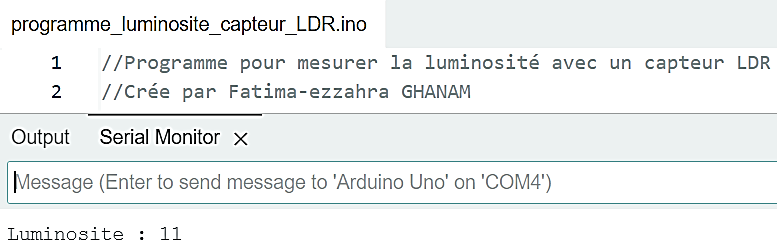 programme_luminosite_capteur_LDR.ino
1 //Programme pour mesurer la luminosité avec un capteur LDR
2 //Crée par Fatima-ezzahra GHANAM
Output Serial Monitor ×
Message (Enter to send message to 'Arduino Uno' on 'COM4')
Luminosite : 11